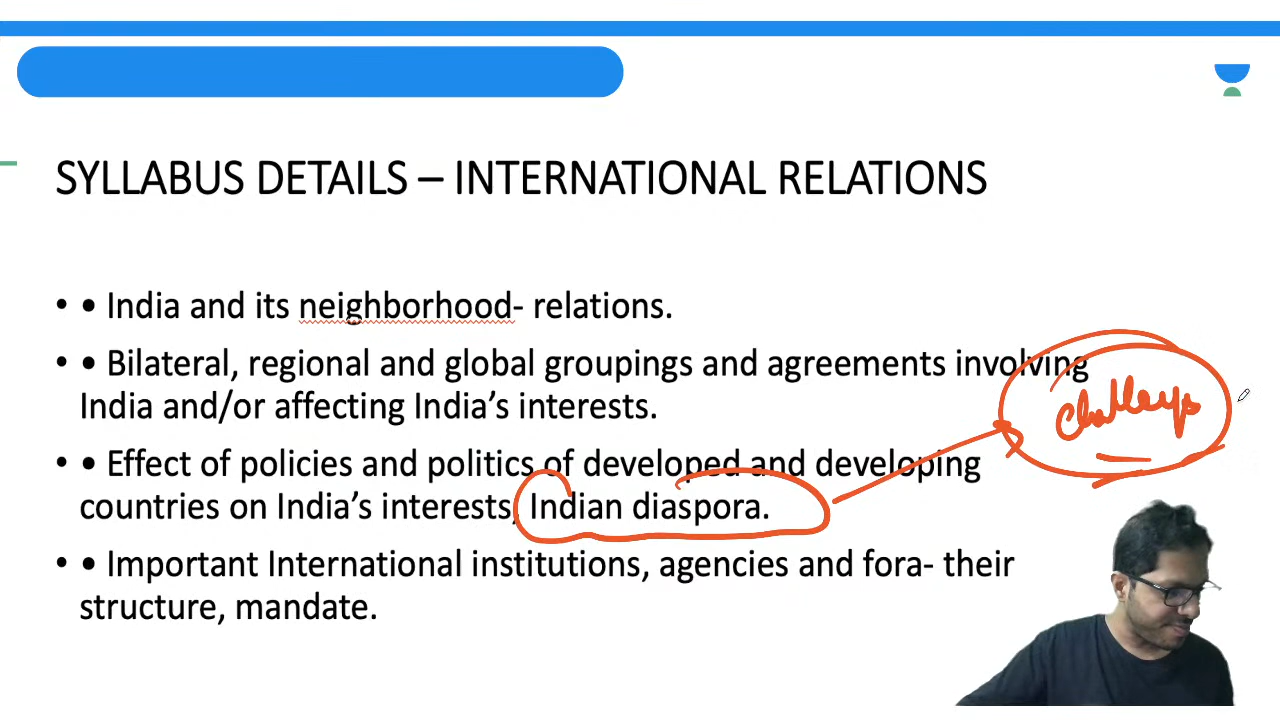 SYLLABUS DETAILS – INTERNATIONAL RELATIONS
• • India and its neighborhood- relations.
• • Bilateral, regional and global groupings and agreements involving
India and/or affecting India's interests.
• • Effect of policies and politics of developed and developing
countries on India's interests, Indian diaspora.
• • Important International institutions, agencies and fora- their
structure, mandate.